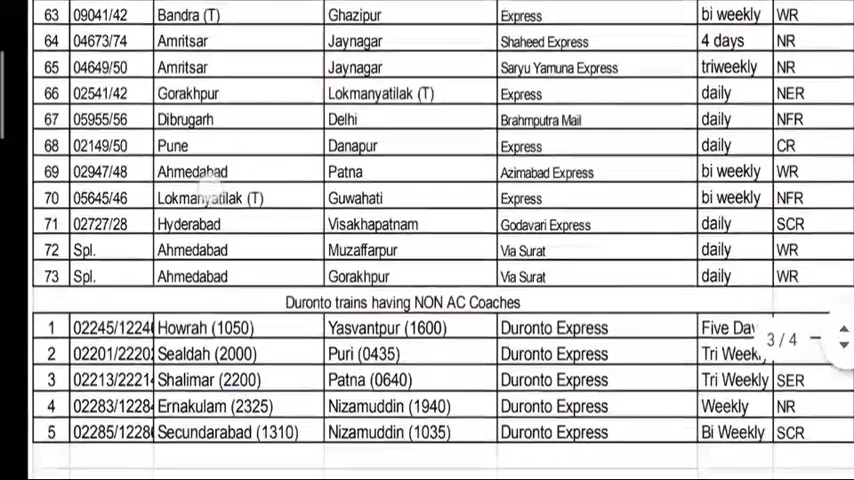 63 09041/42 Bandra (T) Ghazipur Express bi weekly WR
64 04673/74 Amritsar Jaynagar Shaheed Express 4 days NR
65 04649/50 Amritsar Jaynagar Saryu Yamuna Express triweekly NR
66 02541/42 Gorakhpur Lokmanyatilak (T) Express daily NER
67 05955/56 Dibrugarh Delhi Brahmputra Mail daily NFR
68 02149/50 Pune Danapur Express daily CR
69 02947/48 Ahmedabad Patna Azimabad Express bi weekly WR
70 05645/46 Lokmanyatilak (T) Guwahati Express bi weekly NFR
71 02727/28 Hyderabad Visakhapatnam Godavari Express daily SCR
72 Spl. Ahmedabad Muzaffarpur Via Surat daily WR
73 Spl. Ahmedabad Gorakhpur Via Surat daily WR
Duronto trains having NON AC Coaches
1 02245/1224 Howrah (1050) Yasvantpur (1600) Duronto Express Five Day
2 02201/2220 Sealdah (2000) Puri (0435) Duronto Express Tri Week
3 02213/2221 Shalimar (2200) Patna (0640) Duronto Express Tri Weekly SER
4 02283/1228 Ernakulam (2325) Nizamuddin (1940) Duronto Express Weekly NR
5 02285/1228 Secundarabad (1310) Nizamuddin (1035) Duronto Express Bi Weekly SCR
3 / 4